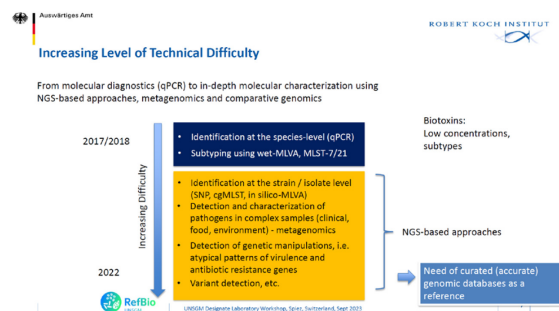 Auswärtiges Amt
ROBERT KOCH INSTITUT
Increasing Level of Technical Difficulty
From molecular diagnostics (qPCR) to in-depth molecular characterization using
NGS-based approaches, metagenomics and comparative genomics
Biotoxins:
Low concentrations,
subtypes
2017/2018
Increasing Difficulty
2022
• Identification at the species-level (qPCR)
• Subtyping using wet-MLVA, MLST-7/21
• Identification at the strain / isolate level
(SNP, cgMLST, in silico-MLVA)
• Detection and characterization of
pathogens in complex samples (clinical,
food, environment) - metagenomics
• Detection of genetic manipulations, i.e.
atypical patterns of virulence and
antibiotic resistance genes
• Variant detection, etc.
NGS-based approaches
Need of curated (accurate)
genomic databases as a
reference
RefBio
UNSGM Designate Laboratory Workshop, Spiez, Switzerland, Sept 2023